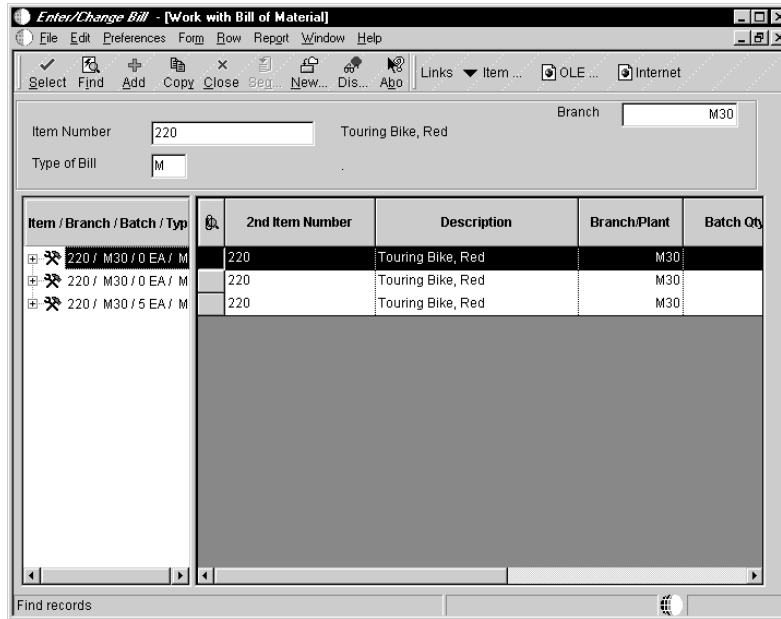 Enter/Change Bill - [Work with Bill of Material]
File Edit Preferences Form Row Report Window Help
Select Find Add Copy Close Seq... New... Dis... Abo Links Item ... OLE ... Internet
Branch M30
Item Number 220 Touring Bike, Red
Type of Bill M .
Item / Branch / Batch / Typ 2nd Item Number Description Branch/Plant Batch Qty
220 / M30 / 0 EA / M 220 Touring Bike, Red M30
220 / M30 / 0 EA / M 220 Touring Bike, Red M30
220 / M30 / 5 EA / M 220 Touring Bike, Red M30
Find records